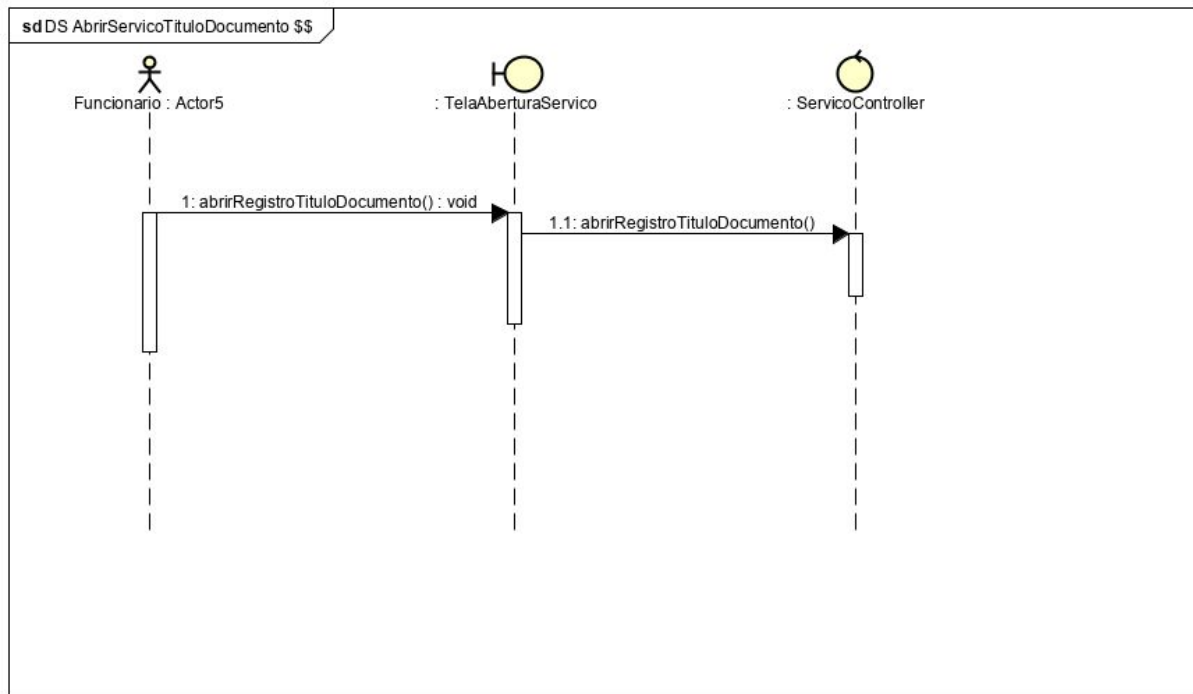 sd DS AbrirServicoTituloDocumento $$
Funcionario : Actor5
: TelaAberturaServico
: ServicoController
1: abrirRegistroTituloDocumento() : void
1.1: abrirRegistroTituloDocumento()